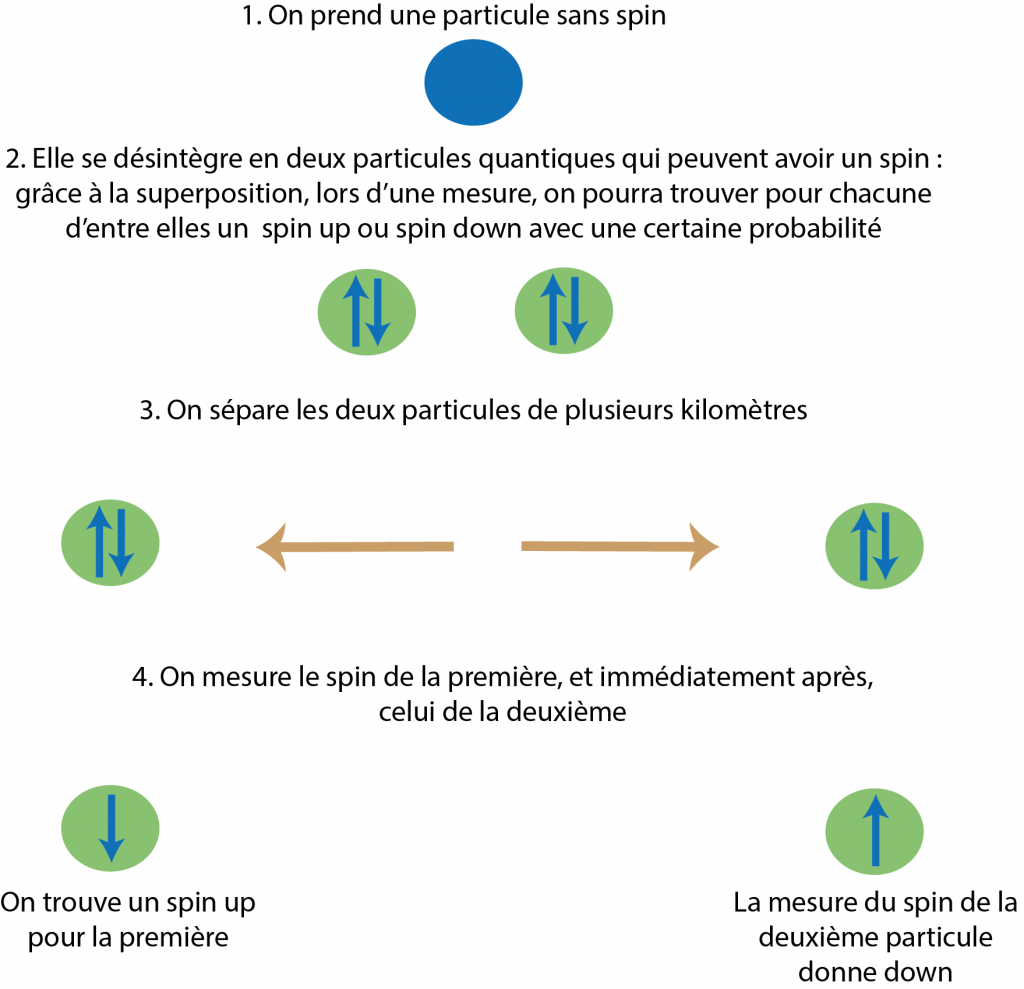 1. On prend une particule sans spin
2. Elle se désintègre en deux particules quantiques qui peuvent avoir un spin :
grâce à la superposition, lors d’une mesure, on pourra trouver pour chacune
d’entre elles un  spin up ou spin down avec une certaine probabilité
3. On sépare les deux particules de plusieurs kilomètres
4. On mesure le spin de la première, et immédiatement après,
celui de la deuxième
On trouve un spin up
pour la première
La mesure du spin de la
deuxième particule
donne down